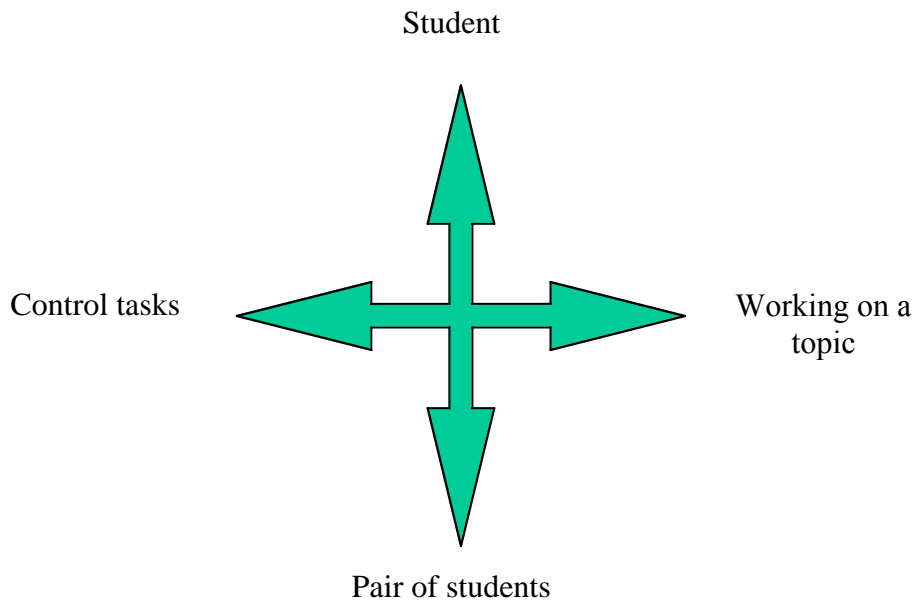 Student
Control tasks
Working on a
topic
Pair of students